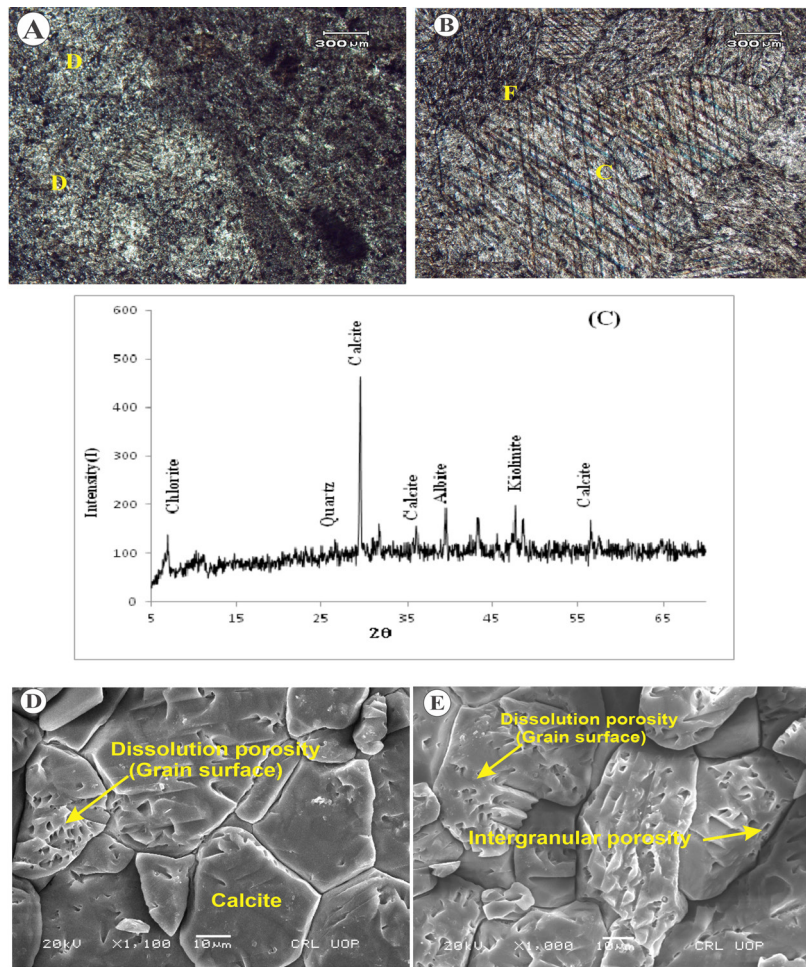 A
D
D
300 µm
B
F
C
300 µm
(C)
Intensity(I)
600
500
400
300
200
100
0
Chlorite
Quartz
Calcite
Calcite
Albite
Kiolinite
Calcite
5
15
25
35
45
55
65
2θ
D
Dissolution porosity
(Grain surface)
Calcite
20kV X1,100 10µm CRL UOP
E
Dissolution porosity
(Grain surface)
Intergranular porosity
20kV X1,000 10µm CRL UOP